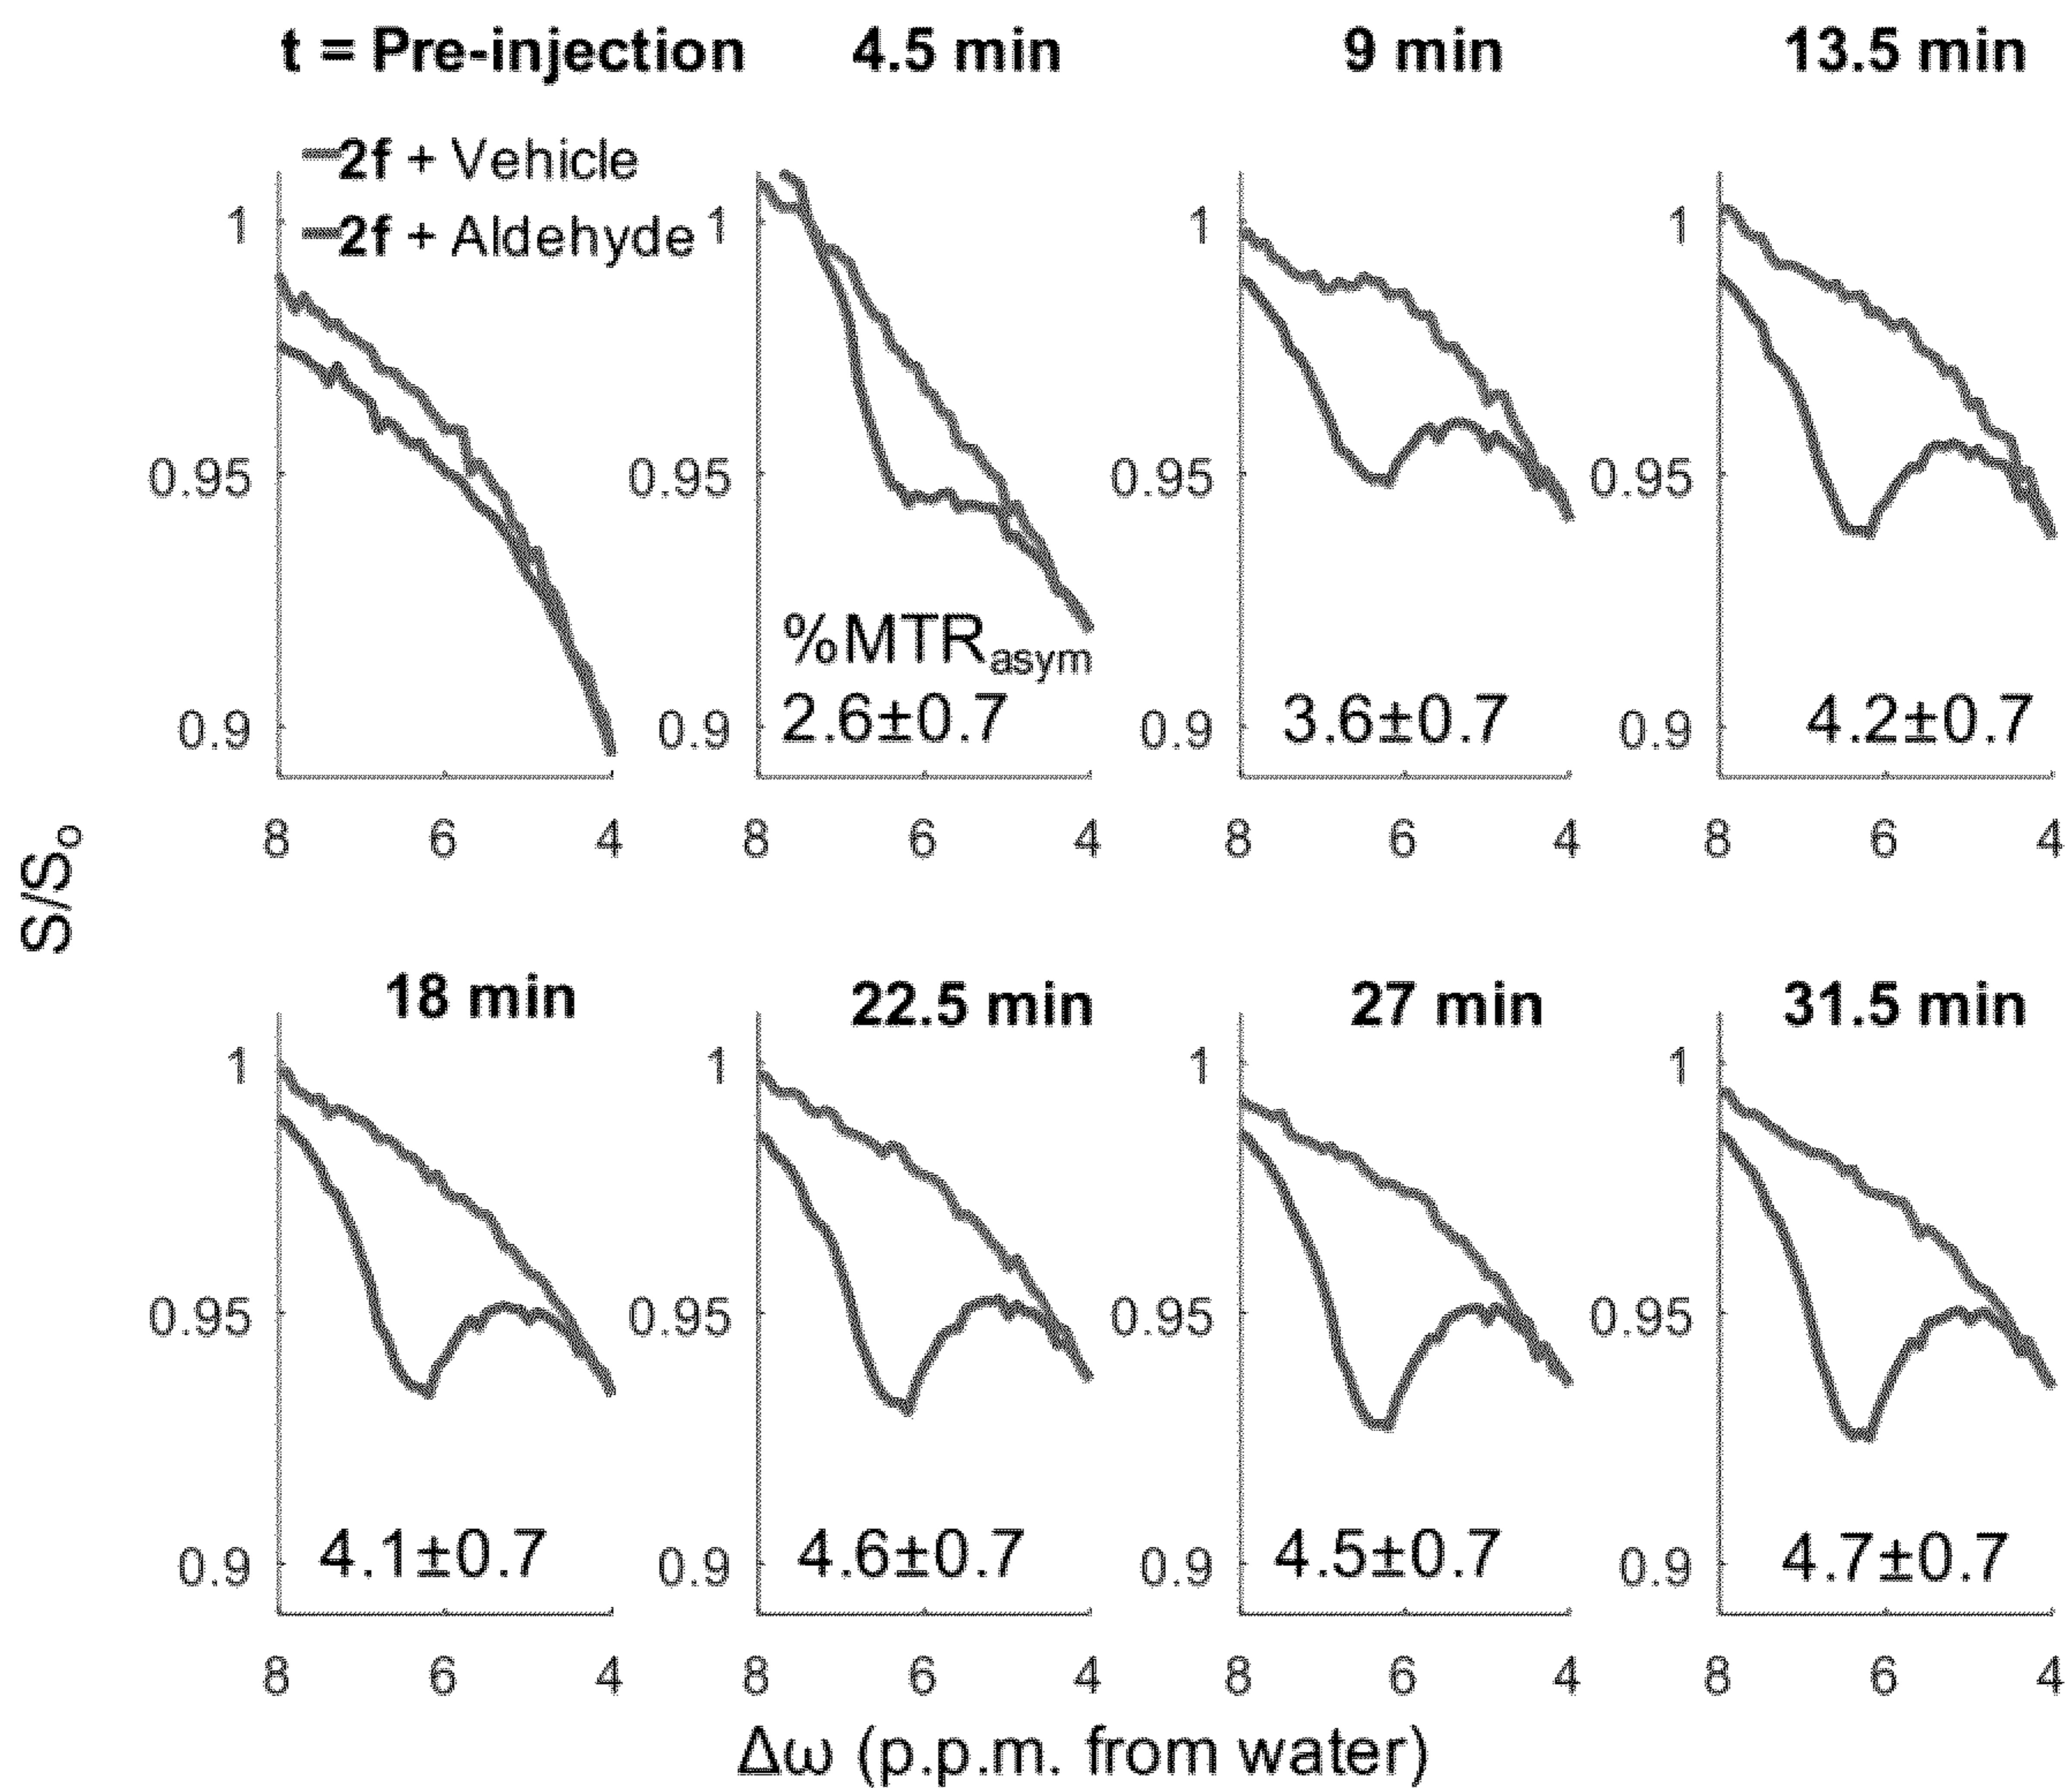 t = Pre-injection 4.5 min 9 min 13.5 min
2f + Vehicle
2f + Aldehyde
1 1 1 1
0.95 0.95 0.95 0.95
%MTRasym
0.9 0.9 2.6±0.7 0.9 3.6±0.7 0.9 4.2±0.7
8 6 4 8 6 4 8 6 4 8 6 4
S/So
18 min 22.5 min 27 min 31.5 min
1 1 1 1
0.95 0.95 0.95 0.95
0.9 4.1±0.7 0.9 4.6±0.7 0.9 4.5±0.7 0.9 4.7±0.7
8 6 4 8 6 4 8 6 4 8 6 4
Δω (p.p.m. from water)